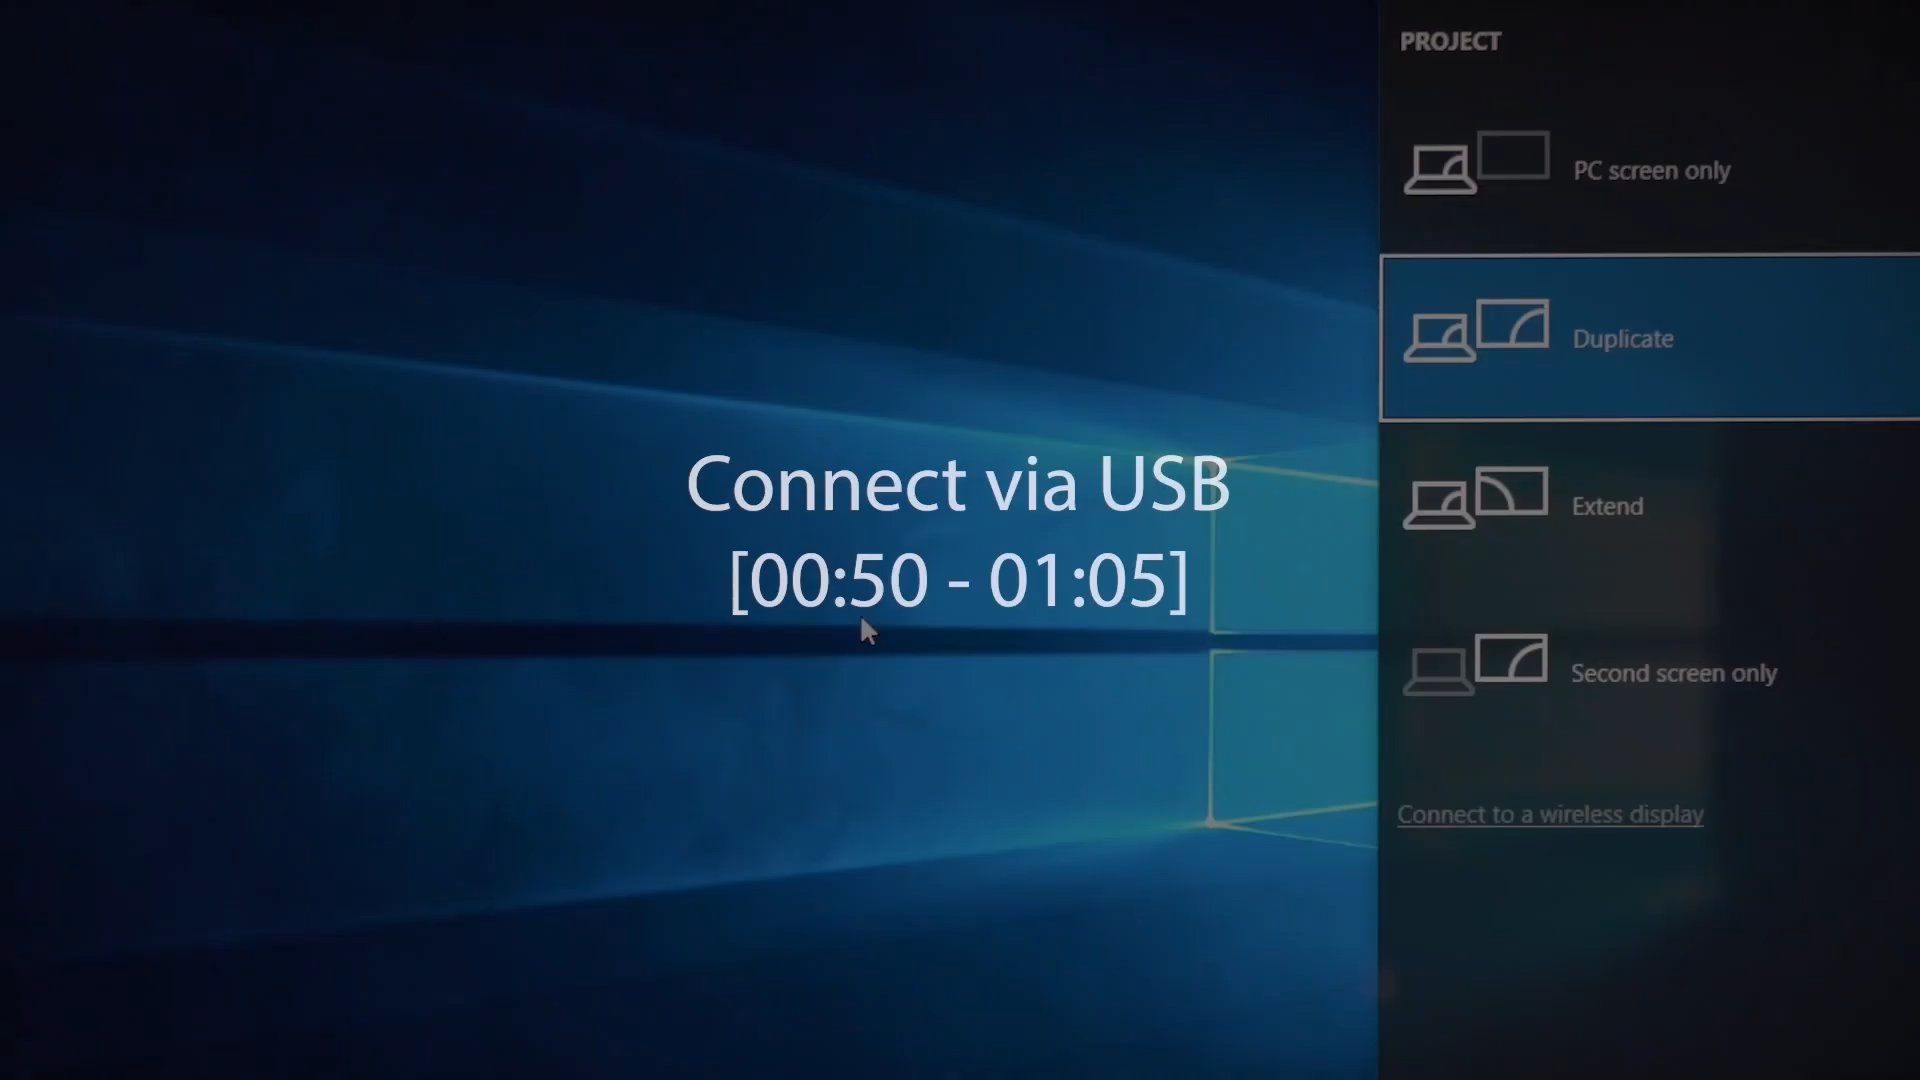 Connect via USB
[00:50 - 01:05]
PROJECT
PC screen only
Duplicate
Extend
Second screen only
Connect to a wireless display